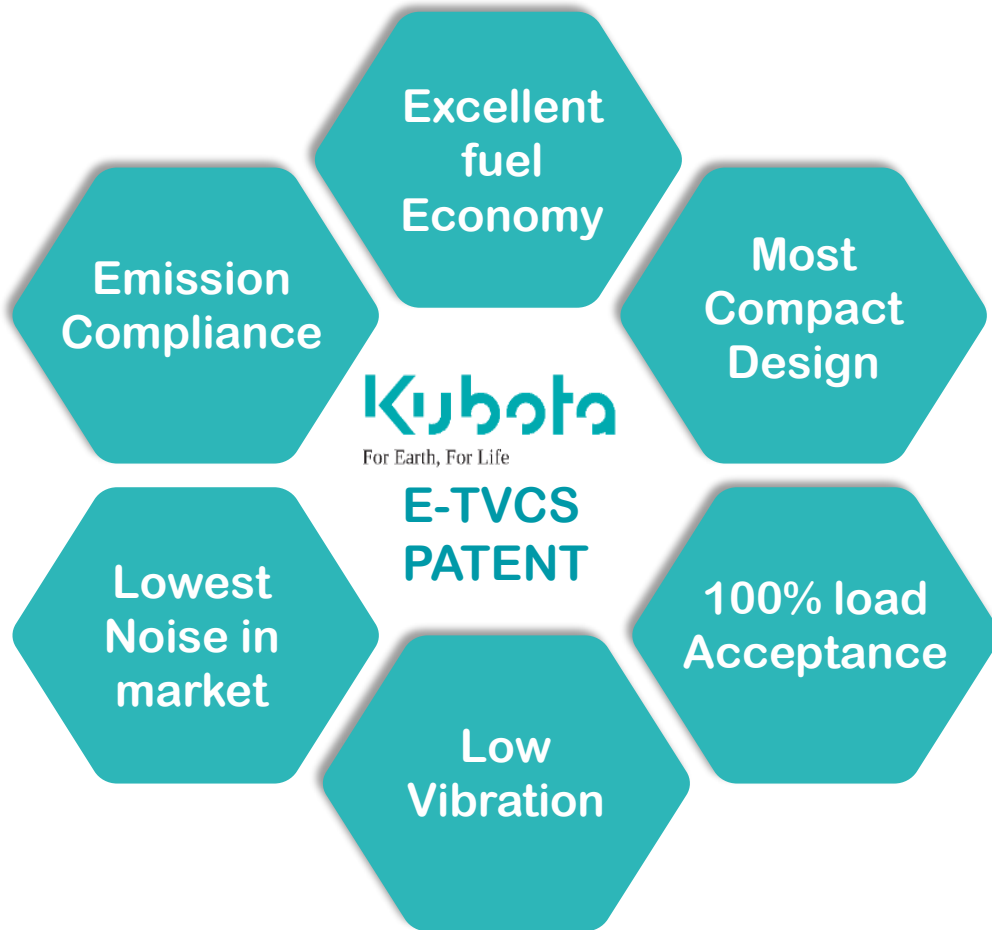 Excellent
fuel
Economy
Emission
Compliance
Most
Compact
Design
Kubota
For Earth, For Life
E-TVCS
PATENT
Lowest
Noise in
market
100% load
Acceptance
Low
Vibration